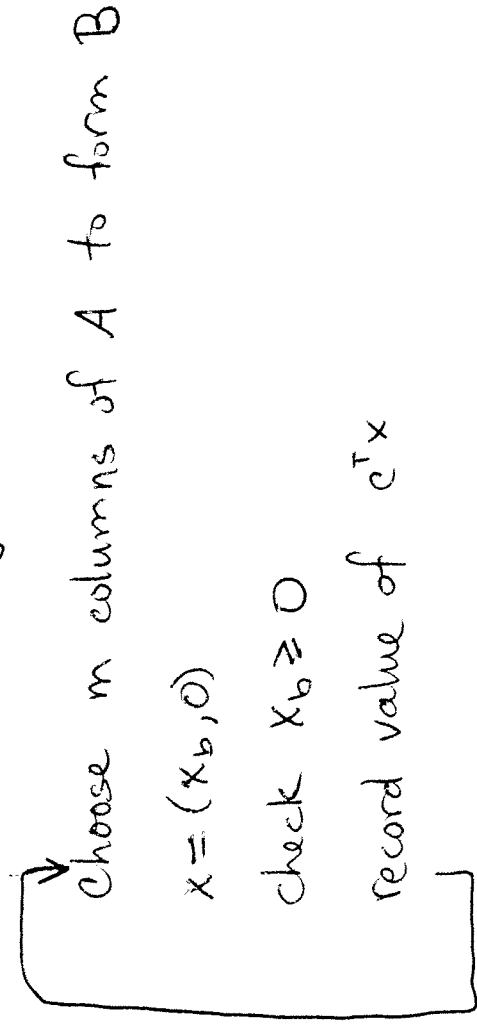 Choose m columns of A to form B
x = (x_b, 0)
check x_b ≥ 0
record value of c^T x